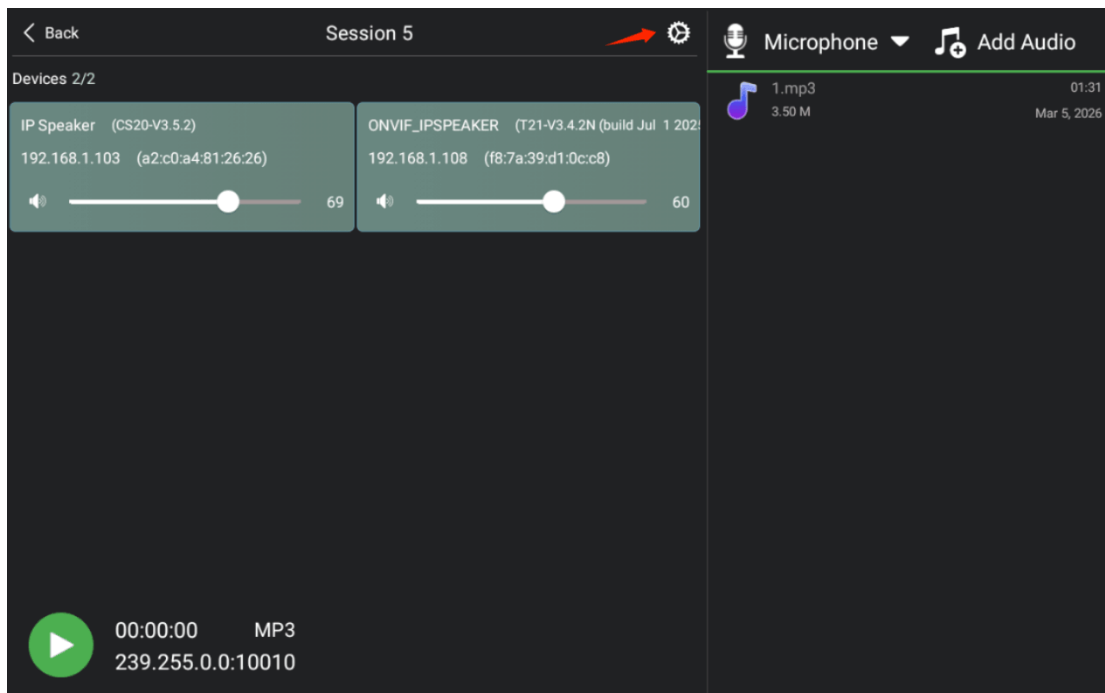 Back
Session 5
Microphone
Add Audio
Devices 2/2
IP Speaker (CS20-V3.5.2)
192.168.1.103 (a2:c0:a4:81:26:26)
69
ONVIF_IPSPEAKER (T21-V3.4.2N (build Jul 1 202
192.168.1.108 (f8:7a:39:d1:0c:c8)
60
1.mp3
01:31
3.50 M
Mar 5, 2026
00:00:00 MP3
239.255.0.0:10010